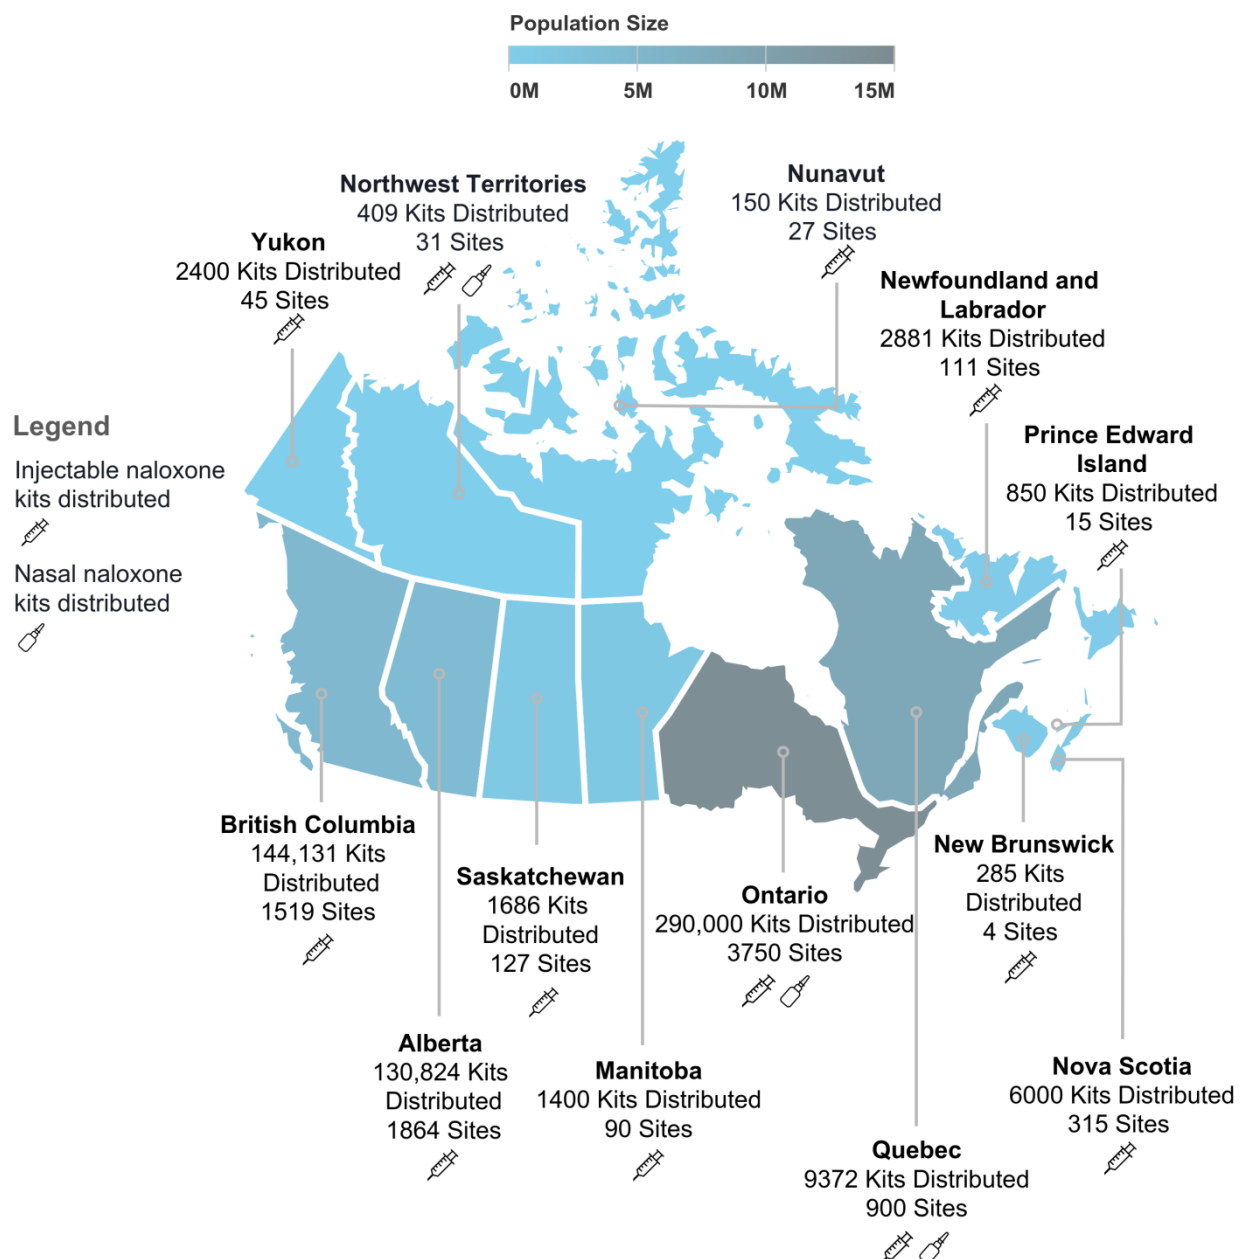 Population Size
0M 5M 10M 15M
Northwest Territories
409 Kits Distributed
31 Sites
Nunavut
150 Kits Distributed
27 Sites
Yukon
2400 Kits Distributed
45 Sites
Newfoundland and
Labrador
2881 Kits Distributed
111 Sites
Prince Edward
Island
850 Kits Distributed
15 Sites
Legend
Injectable naloxone
kits distributed
Nasal naloxone
kits distributed
British Columbia
144,131 Kits
Distributed
1519 Sites
Saskatchewan
1686 Kits
Distributed
127 Sites
Ontario
290,000 Kits Distributed
3750 Sites
New Brunswick
285 Kits
Distributed
4 Sites
Alberta
130,824 Kits
Distributed
1864 Sites
Manitoba
1400 Kits Distributed
90 Sites
Nova Scotia
6000 Kits Distributed
315 Sites
Quebec
9372 Kits Distributed
900 Sites